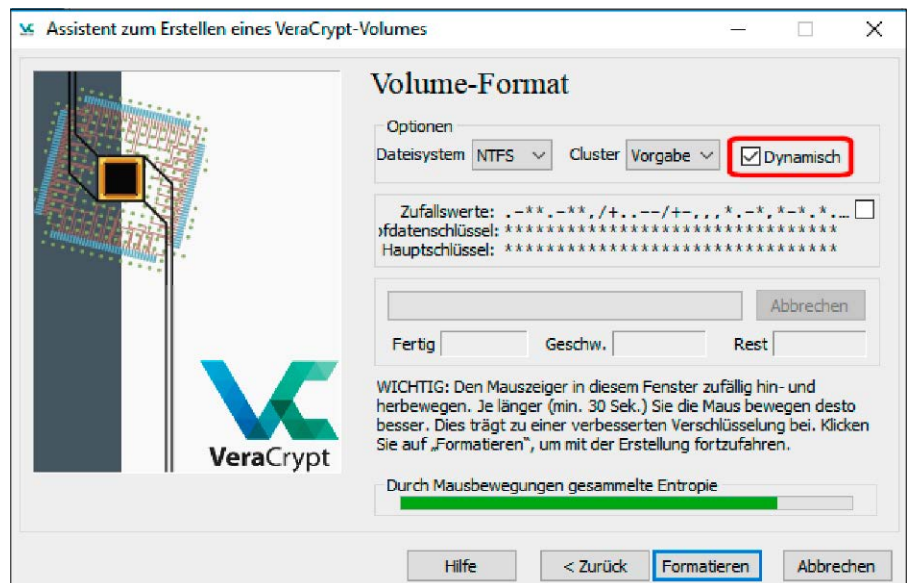 Assistent zum Erstellen eines VeraCrypt-Volumes
Volume-Format
Optionen
Dateisystem NTFS Cluster Vorgabe Dynamisch
Zufallswerte: .-**.-**,/+..--/+-,,,*.-*,*-*.*....
ofdatenschlüssel: ********************************
Hauptschlüssel: ********************************
Abbrechen
Fertig Geschw. Rest
WICHTIG: Den Mauszeiger in diesem Fenster zufällig hin- und
herbewegen. Je länger (min. 30 Sek.) Sie die Maus bewegen desto
besser. Dies trägt zu einer verbesserten Verschlüsselung bei. Klicken
Sie auf „Formatieren“, um mit der Erstellung fortzufahren.
Durch Mausbewegungen gesammelte Entropie
VeraCrypt
Hilfe < Zurück Formatieren Abbrechen